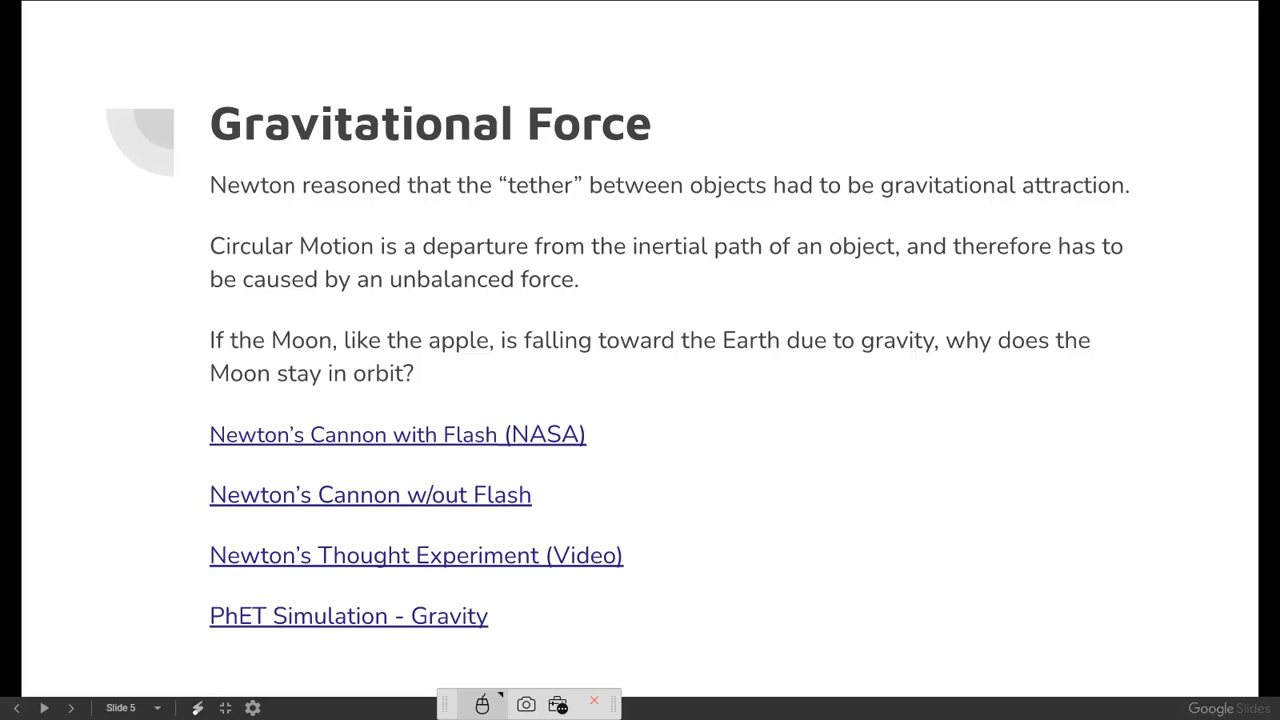 Gravitational Force
Newton reasoned that the “tether” between objects had to be gravitational attraction.
Circular Motion is a departure from the inertial path of an object, and therefore has to
be caused by an unbalanced force.
If the Moon, like the apple, is falling toward the Earth due to gravity, why does the
Moon stay in orbit?
Newton’s Cannon with Flash (NASA)
Newton’s Cannon w/out Flash
Newton’s Thought Experiment (Video)
PhET Simulation - Gravity
Slide 5
Google Slides